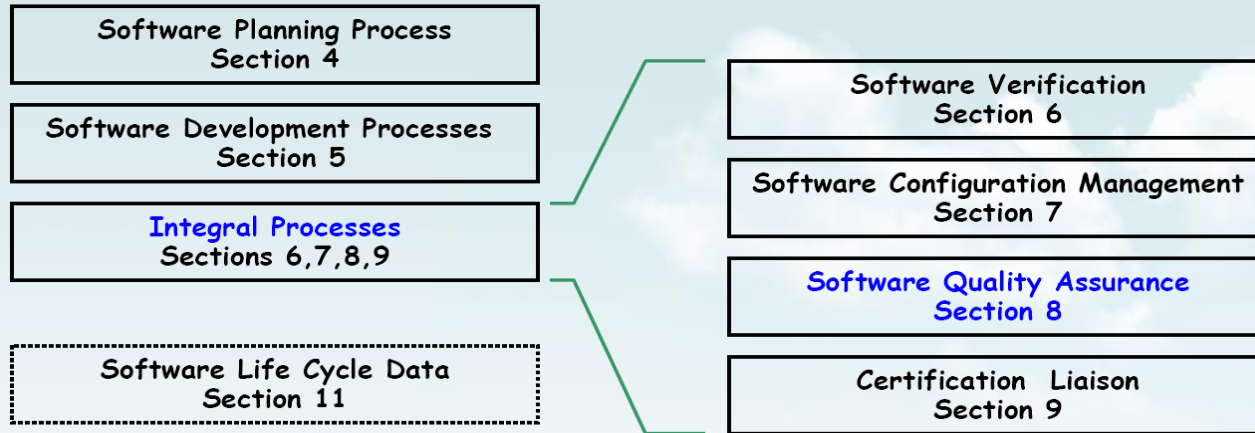 Software Planning Process
Section 4
Software Development Processes
Section 5
Integral Processes
Sections 6,7,8,9
Software Life Cycle Data
Section 11
Software Verification
Section 6
Software Configuration Management
Section 7
Software Quality Assurance
Section 8
Certification Liaison
Section 9